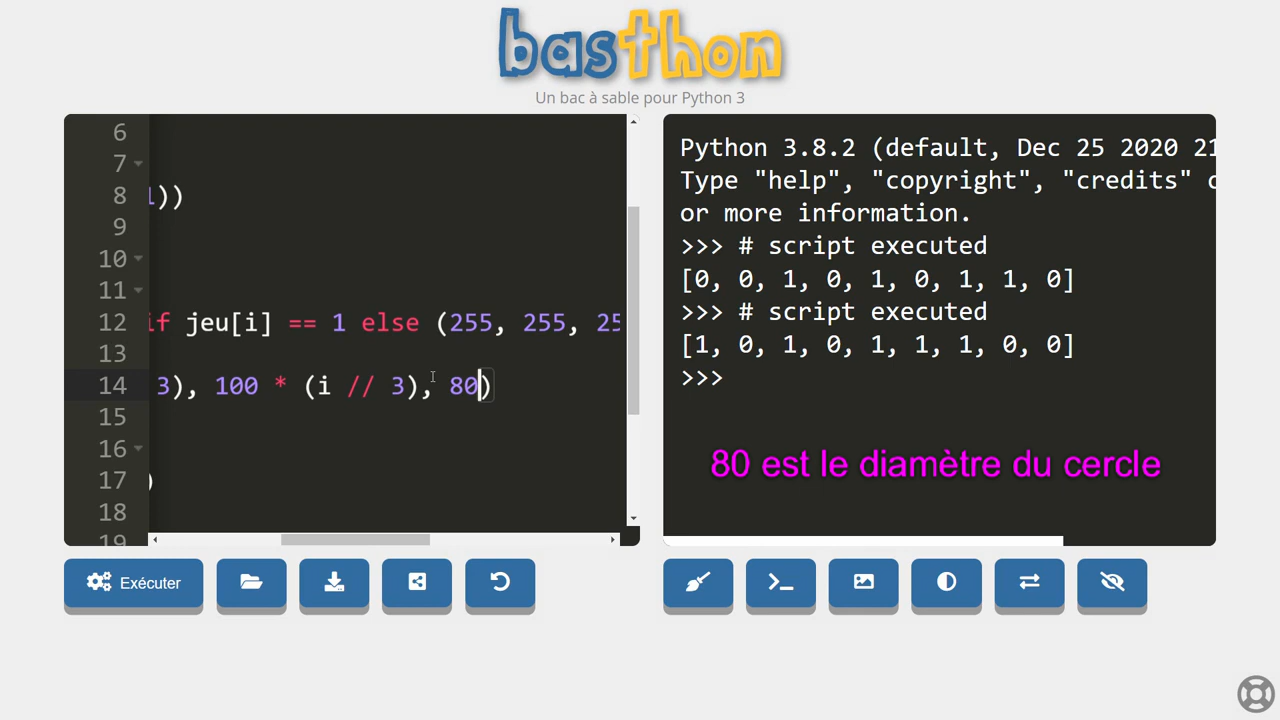 basthon
Un bac à sable pour Python 3
6
7
8 1))
9
10
11
12 if jeu[i] == 1 else (255, 255, 25
13
14 3), 100 * (i // 3), 80)
15
16
17 )
18
19
Python 3.8.2 (default, Dec 25 2020 21
Type "help", "copyright", "credits" o
or more information.
>>> # script executed
[0, 0, 1, 0, 1, 0, 1, 1, 0]
>>> # script executed
[1, 0, 1, 0, 1, 1, 1, 0, 0]
>>>
80 est le diamètre du cercle
Exécuter